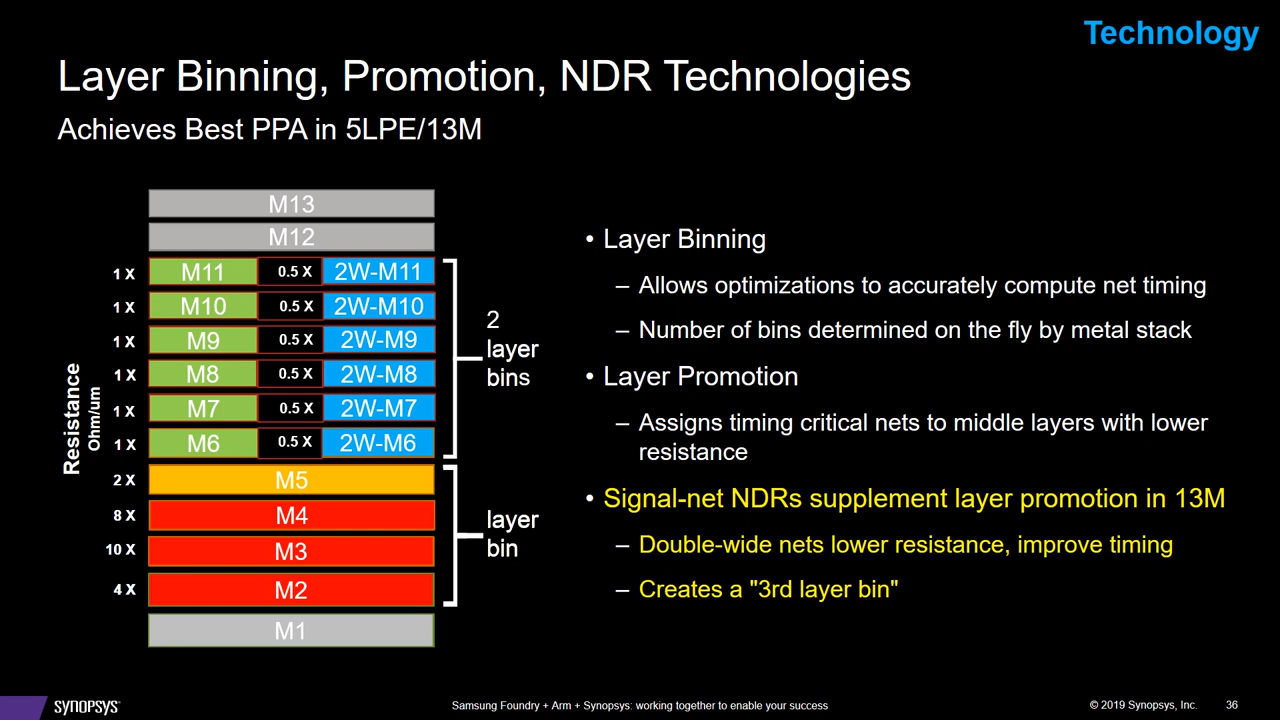 Technology
Layer Binning, Promotion, NDR Technologies
Achieves Best PPA in 5LPE/13M
M13
M12
1 X M11 0.5 X 2W-M11
1 X M10 0.5 X 2W-M10
1 X M9 0.5 X 2W-M9
1 X M8 0.5 X 2W-M8
1 X M7 0.5 X 2W-M7
1 X M6 0.5 X 2W-M6
2 X M5
8 X M4
10 X M3
4 X M2
M1
Resistance
Ohm/um
2
layer
bins
layer
bin
• Layer Binning
– Allows optimizations to accurately compute net timing
– Number of bins determined on the fly by metal stack
• Layer Promotion
– Assigns timing critical nets to middle layers with lower
resistance
• Signal-net NDRs supplement layer promotion in 13M
– Double-wide nets lower resistance, improve timing
– Creates a "3rd layer bin"
SYNOPSYS
Samsung Foundry + Arm + Synopsys: working together to enable your success
© 2019 Synopsys, Inc. 36